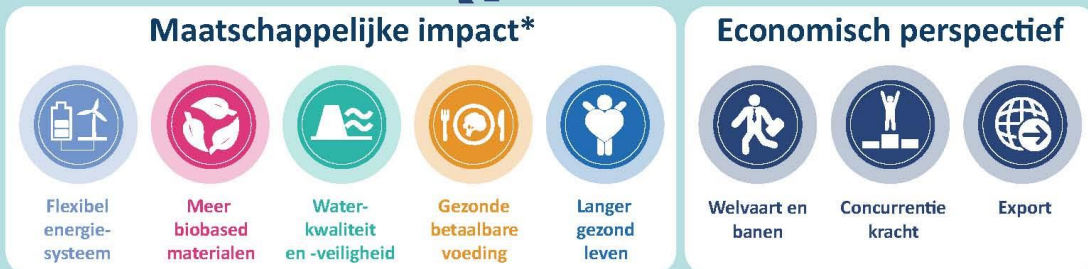 Maatschappelijke impact*
Flexibel
energie-
systeem
Meer
biobased
materialen
Water-
kwaliteit
en -veiligheid
Gezonde
betaalbare
voeding
Langer
gezond
leven
Economisch perspectief
Welvaart en
banen
Concurrentie
kracht
Export